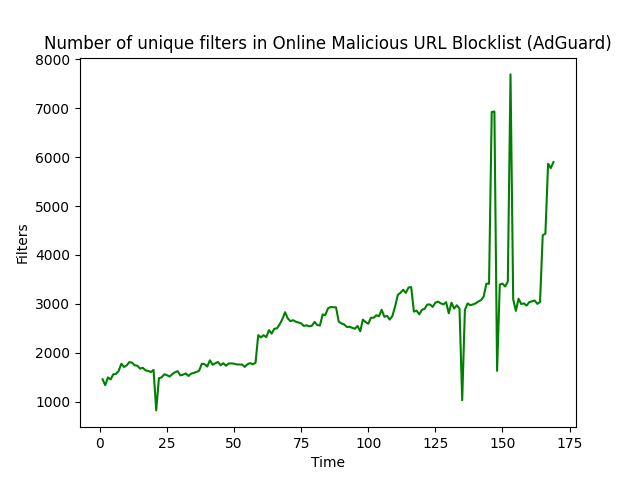 Number of unique filters in Online Malicious URL Blocklist (AdGuard)
8000
7000
6000
5000
4000
3000
2000
1000
Filters
0 25 50 75 100 125 150 175
Time